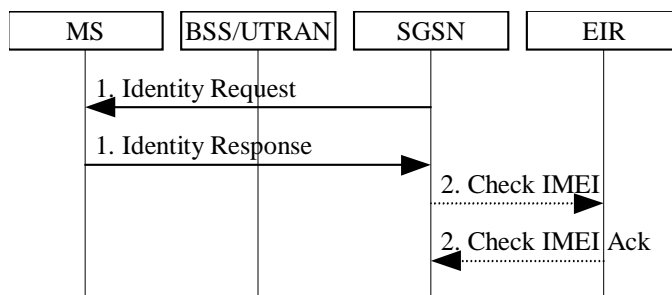 MS
BSS/UTRAN
SGSN
EIR
1. Identity Request
1. Identity Response
2. Check IMEI
2. Check IMEI Ack